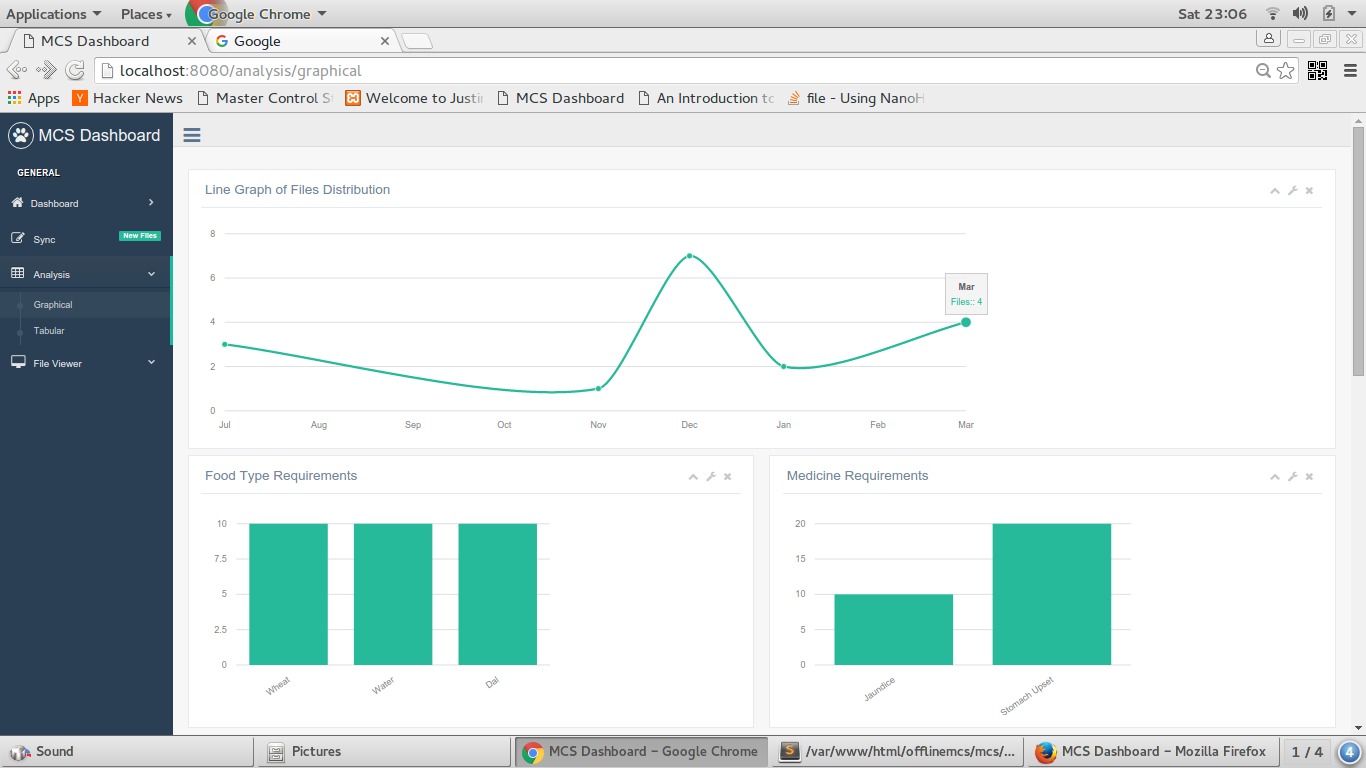 Applications Places Google Chrome Sat 23:06
MCS Dashboard Google
localhost:8080/analysis/graphical
Apps Y Hacker News Master Control S Welcome to Justi MCS Dashboard An Introduction to file - Using NanoH
MCS Dashboard
GENERAL
Dashboard
Sync New Files
Analysis
Graphical
Tabular
File Viewer
Line Graph of Files Distribution
8
6
4
2
0
Mar
Files:: 4
Jul Aug Sep Oct Nov Dec Jan Feb Mar
Food Type Requirements
10
7.5
5
2.5
0
Wheat Water Dal
Medicine Requirements
20
15
10
5
0
Jaundice Stomach Upset
Sound Pictures MCS Dashboard – Google Chrome S /var/www/html/offlinemcs/mcs/... MCS Dashboard – Mozilla Firefox 1 / 4 4